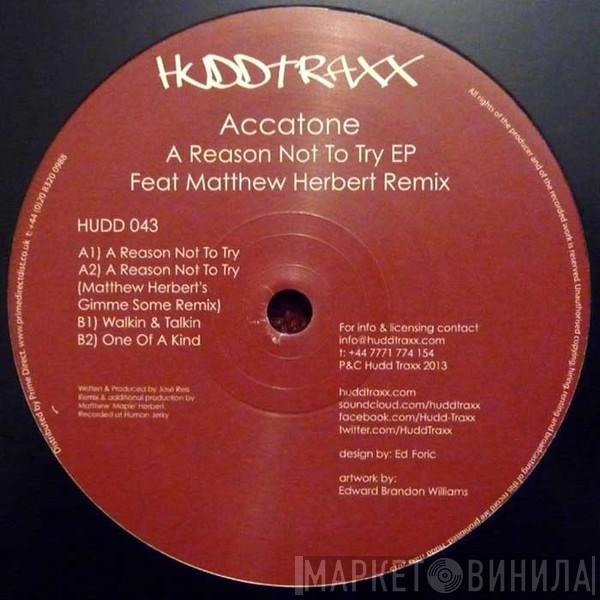 HUDDTRAXX
Accatone
A Reason Not To Try EP
Feat Matthew Herbert Remix
HUDD 043
A1) A Reason Not To Try
A2) A Reason Not To Try
(Matthew Herbert's
Gimme Some Remix)
B1) Walkin & Talkin
B2) One Of A Kind
Written & Produced by José Reis
Remix & additional production by
Matthew 'Maple' Herbert
Recorded at Human Jerky
For info & licensing contact
info@huddtraxx.com
t: +44 7771 774 154
P&C Hudd Traxx 2013
huddtraxx.com
soundcloud.com/huddtraxx
facebook.com/Hudd-Traxx
twitter.com/HuddTraxx
design by: Ed Foric
artwork by:
Edward Brandon Williams
Distributed by Prime Direct. www.primedirectdist.co.uk t: +44 (0)20 8320 0988
All rights of the producer and of the recorded work is reserved. Unauthorised copying, hiring, renting and broadcasting of this record are prohibited.
МАРКЕТ ВИНИЛА